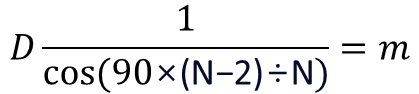 D 1/cos(90×(N−2)÷N) = m